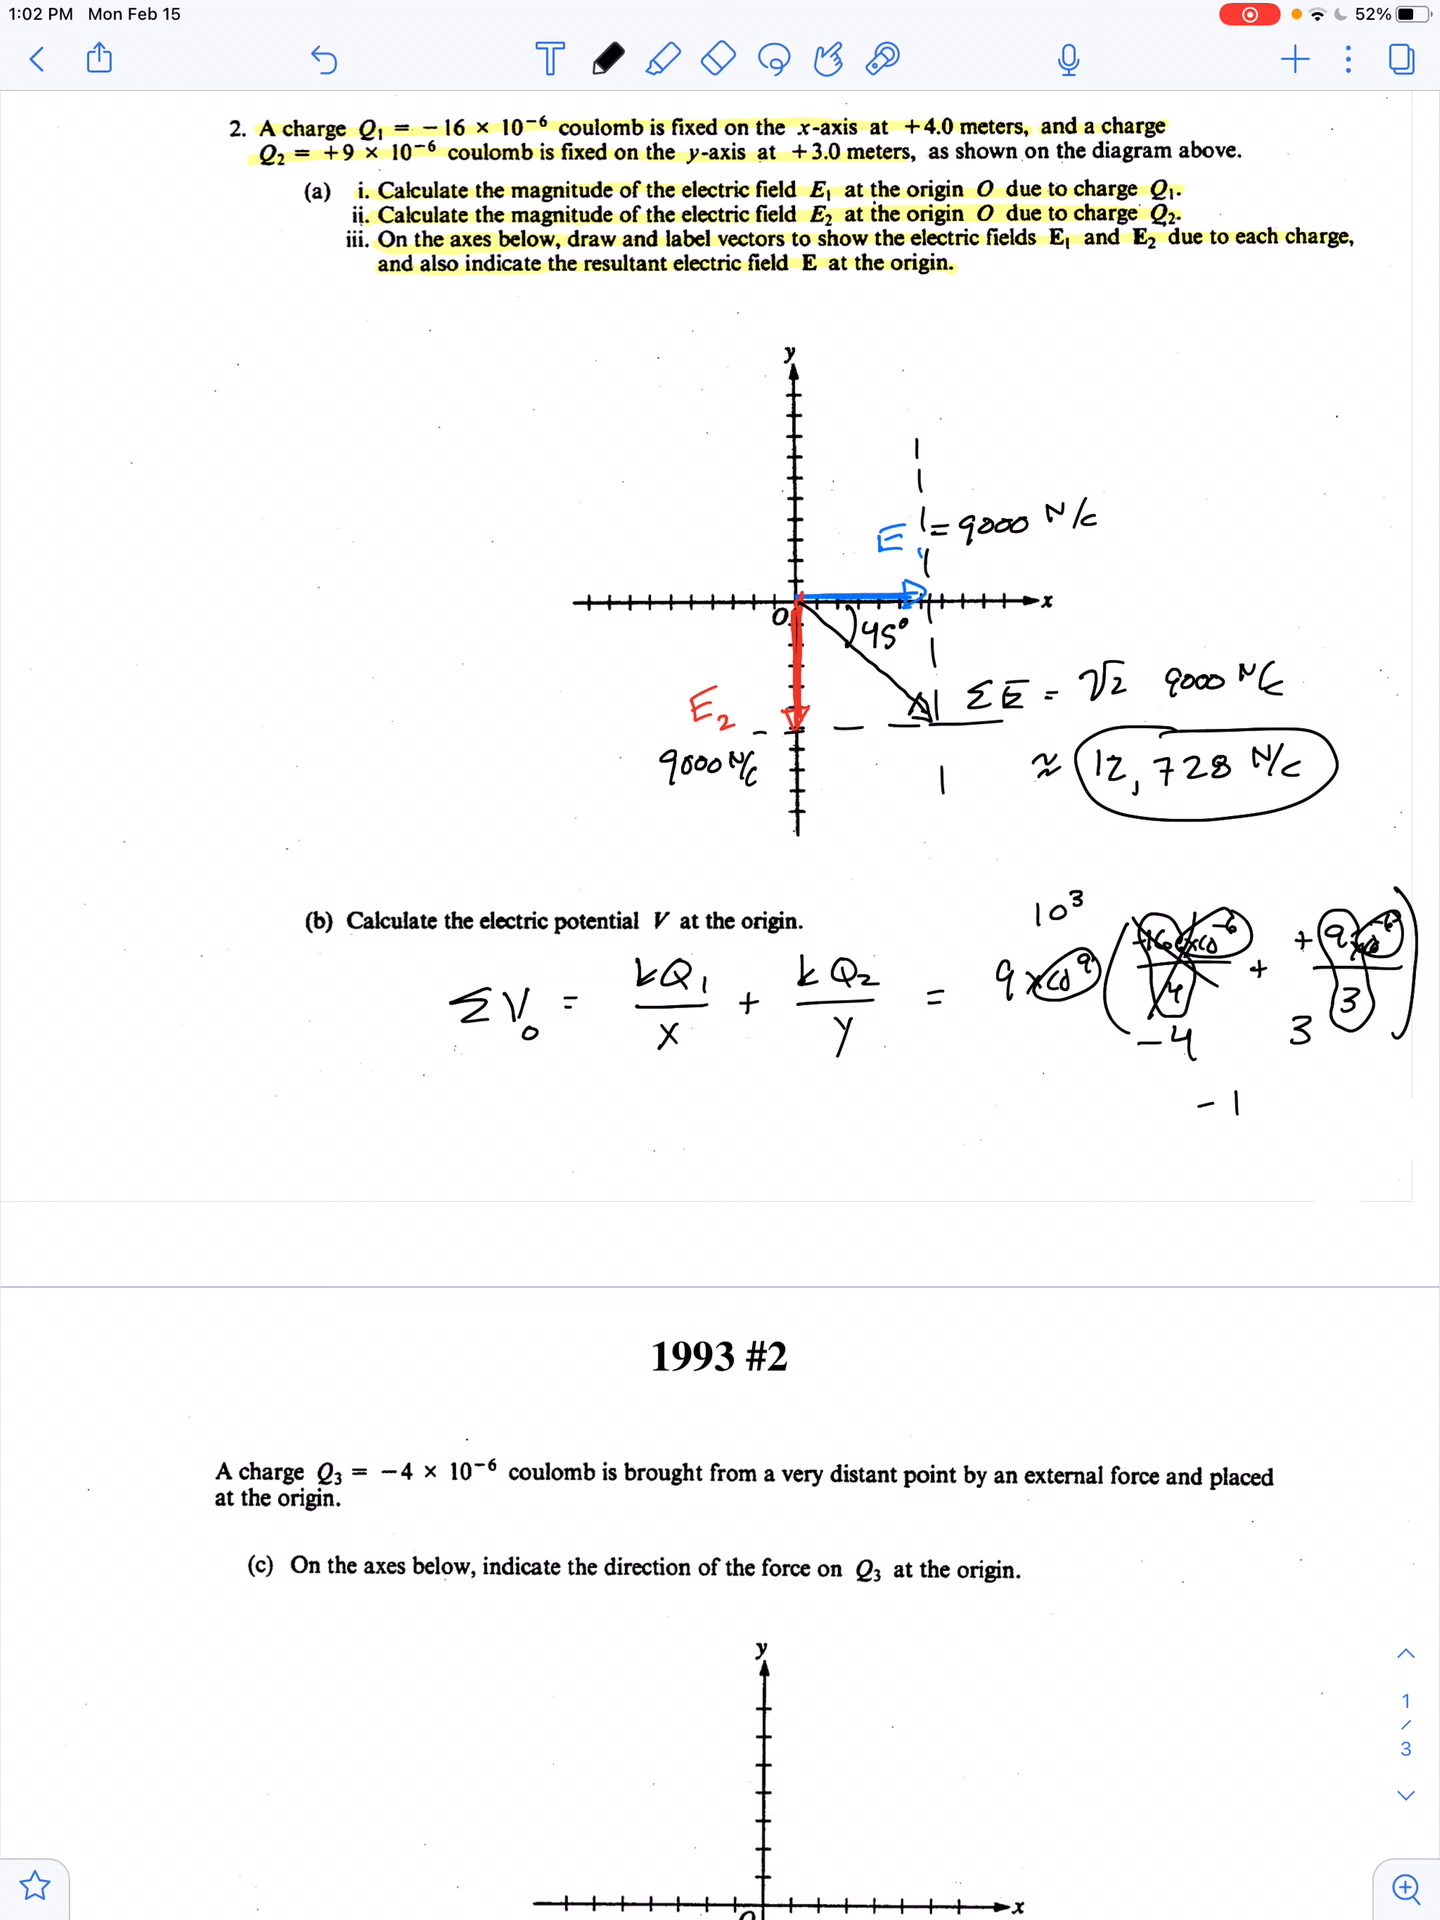 1:02 PM Mon Feb 15
52%
2. A charge Q₁ = − 16 × 10⁻⁶ coulomb is fixed on the x-axis at +4.0 meters, and a charge
Q₂ = +9 × 10⁻⁶ coulomb is fixed on the y-axis at +3.0 meters, as shown on the diagram above.
(a) i. Calculate the magnitude of the electric field E₁ at the origin O due to charge Q₁.
ii. Calculate the magnitude of the electric field E₂ at the origin O due to charge Q₂.
iii. On the axes below, draw and label vectors to show the electric fields E₁ and E₂ due to each charge,
and also indicate the resultant electric field E at the origin.
y
E₁ = 9000 N/C
x
O
45°
E₂
ΣE = √2 9000 N/C
9000 N/C
≈ 12,728 N/C
(b) Calculate the electric potential V at the origin.
10³
ΣV₀ = kQ₁/x + kQ₂/y = 9 × 10⁹ (−16 × 10⁻⁶/4 + +9 × 10⁻⁶/3)
−4 3
−1
1993 #2
A charge Q₃ = −4 × 10⁻⁶ coulomb is brought from a very distant point by an external force and placed
at the origin.
(c) On the axes below, indicate the direction of the force on Q₃ at the origin.
y
1
/
3
x